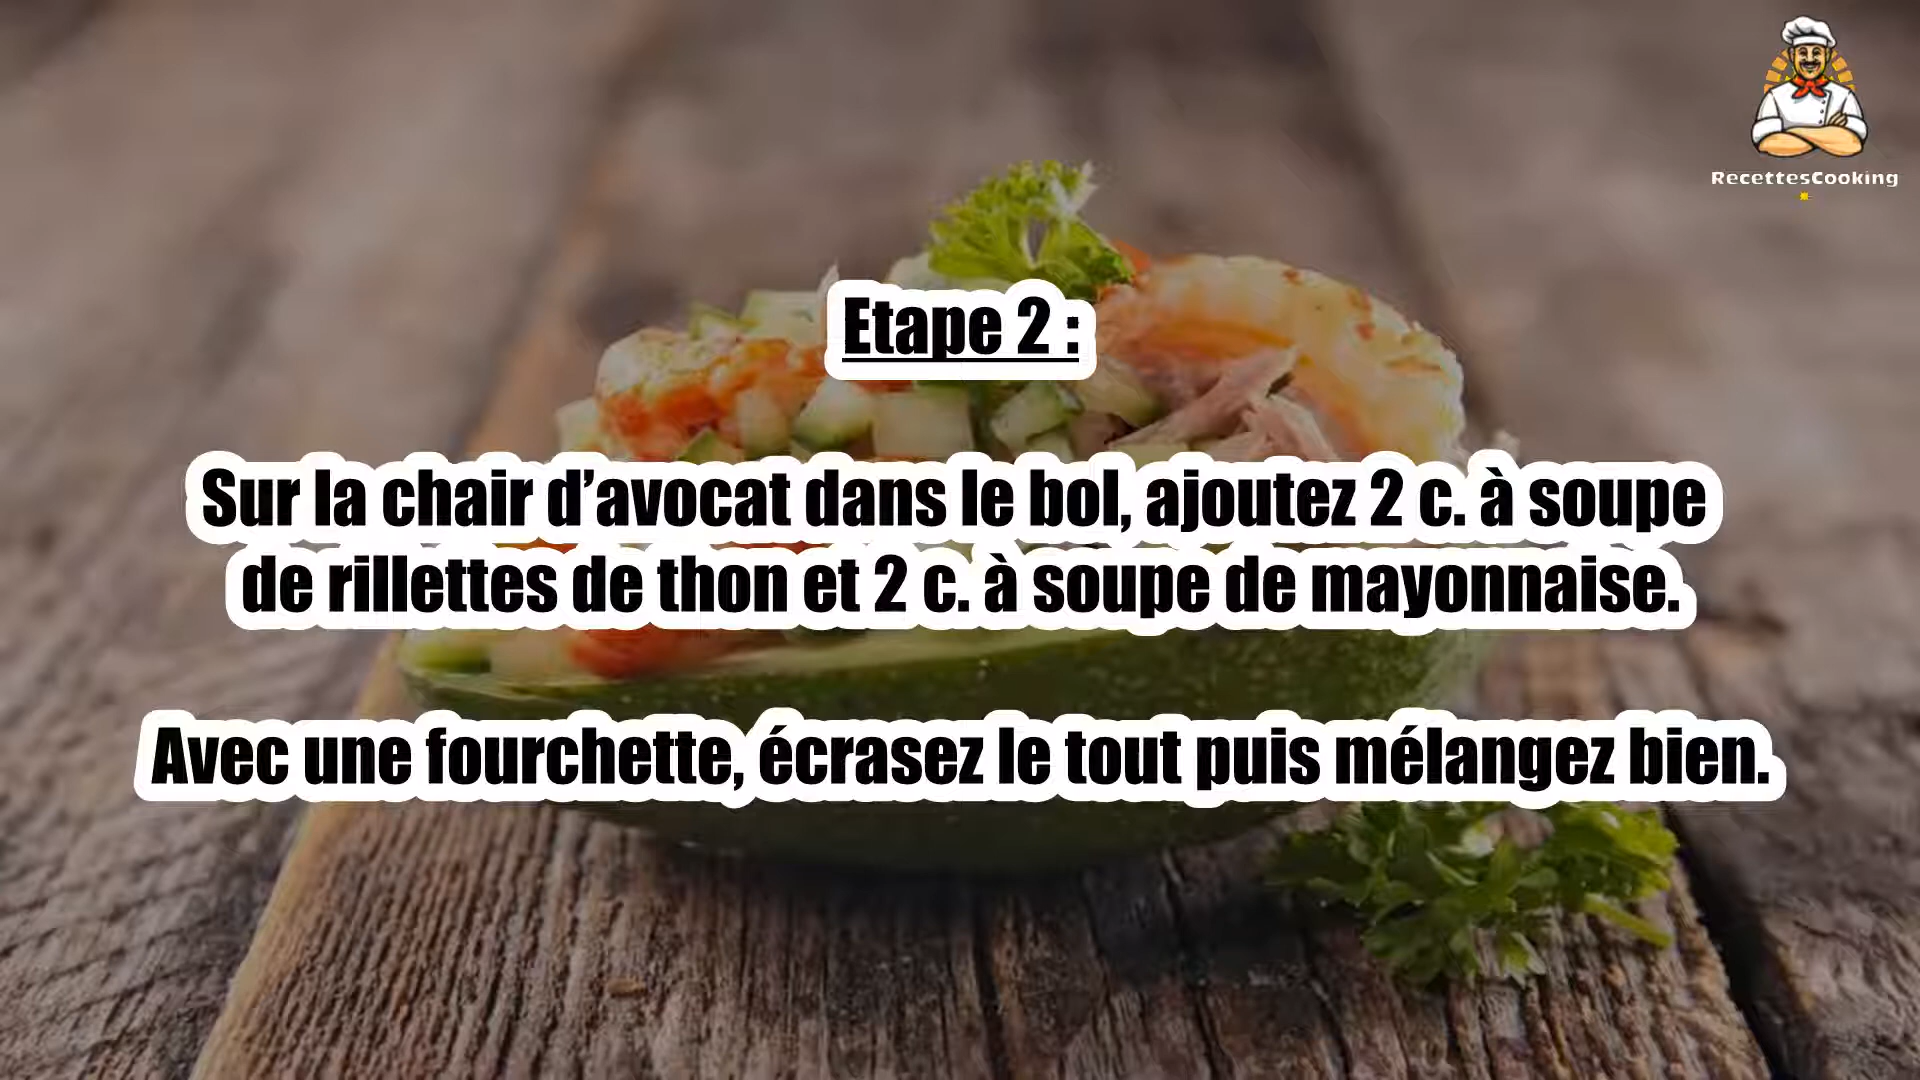 RecettesCooking
Etape 2 :
Sur la chair d’avocat dans le bol, ajoutez 2 c. à soupe
de rillettes de thon et 2 c. à soupe de mayonnaise.
Avec une fourchette, écrasez le tout puis mélangez bien.